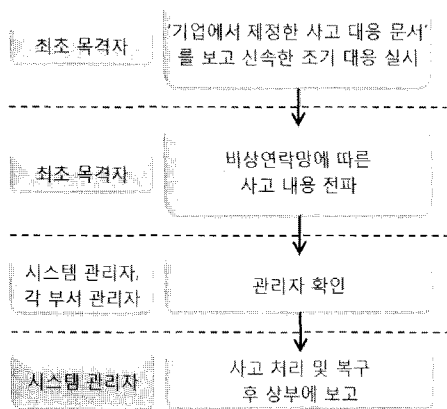 최초 목격자
'기업에서 제정한 사고 대응 문서'
를 보고 신속한 조기 대응 실시
최초 목격자
비상연락망에 따른
사고 내용 전파
시스템 관리자,
각 부서 관리자
관리자 확인
시스템 관리자
사고 처리 및 복구
후 상부에 보고